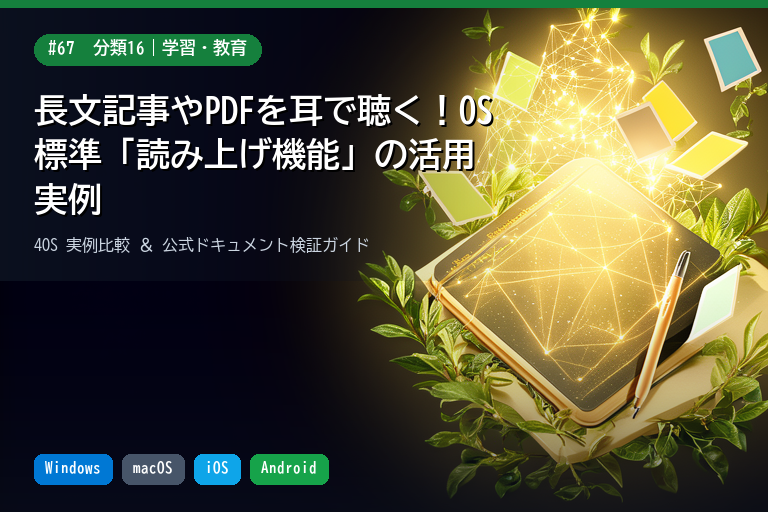 #67 分類16｜学習・教育
長文記事やPDFを耳で聴く！OS
標準「読み上げ機能」の活用
実例
4OS 実例比較 ＆ 公式ドキュメント検証ガイド
Windows macOS iOS Android